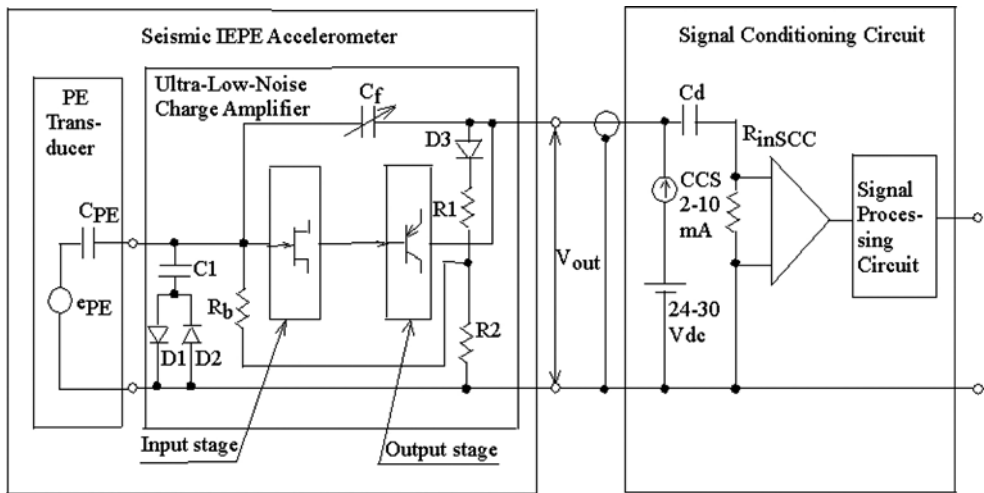 Seismic IEPE Accelerometer
Signal Conditioning Circuit
PE
Trans-
ducer
Ultra-Low-Noise
Charge Amplifier
Cf
D3
R1
R2
CPE
ePE
C1
D1
D2
Rb
Input stage
Output stage
Vout
Cd
RinSCC
CCS
2-10
mA
24-30
Vdc
Signal
Proces-
sing
Circuit